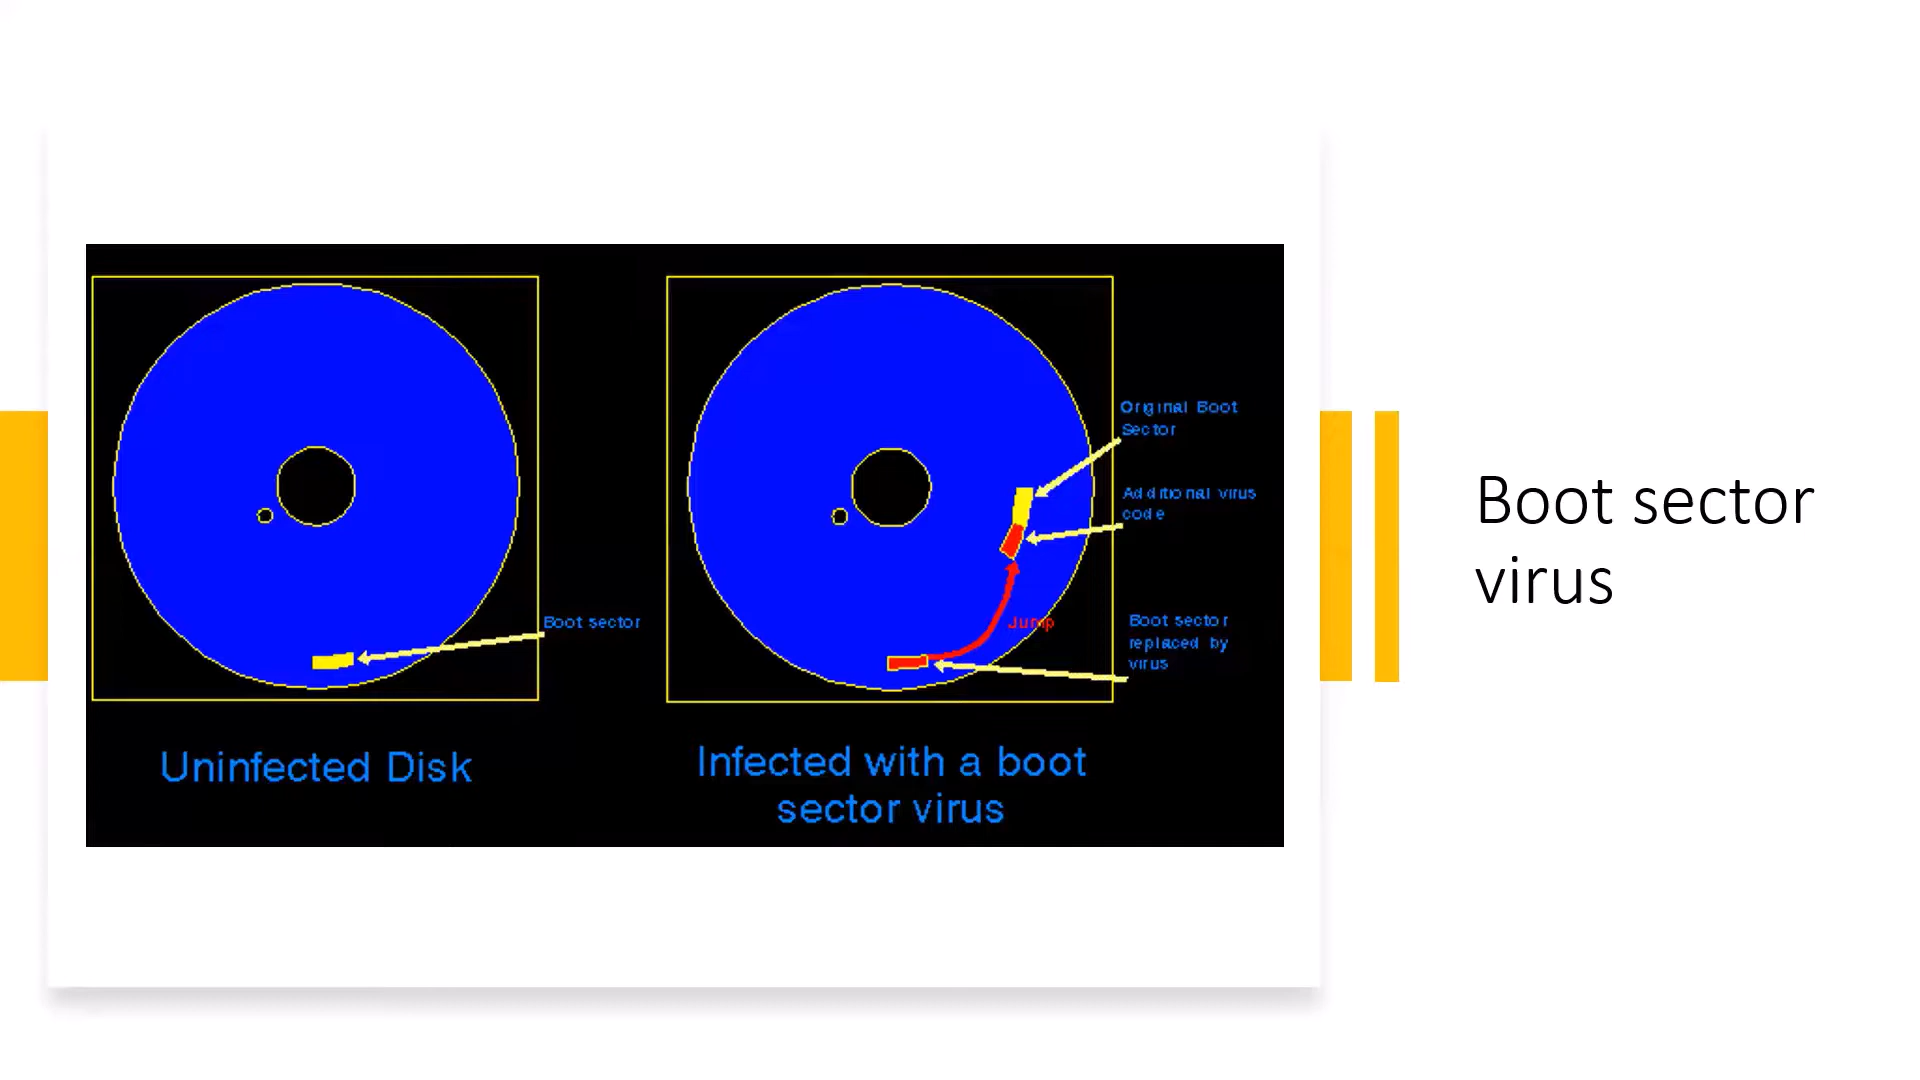 Boot sector
Uninfected Disk
Original Boot
Sector
Additional virus
code
Jump
Boot sector
replaced by
virus
Infected with a boot
sector virus
Boot sector
virus